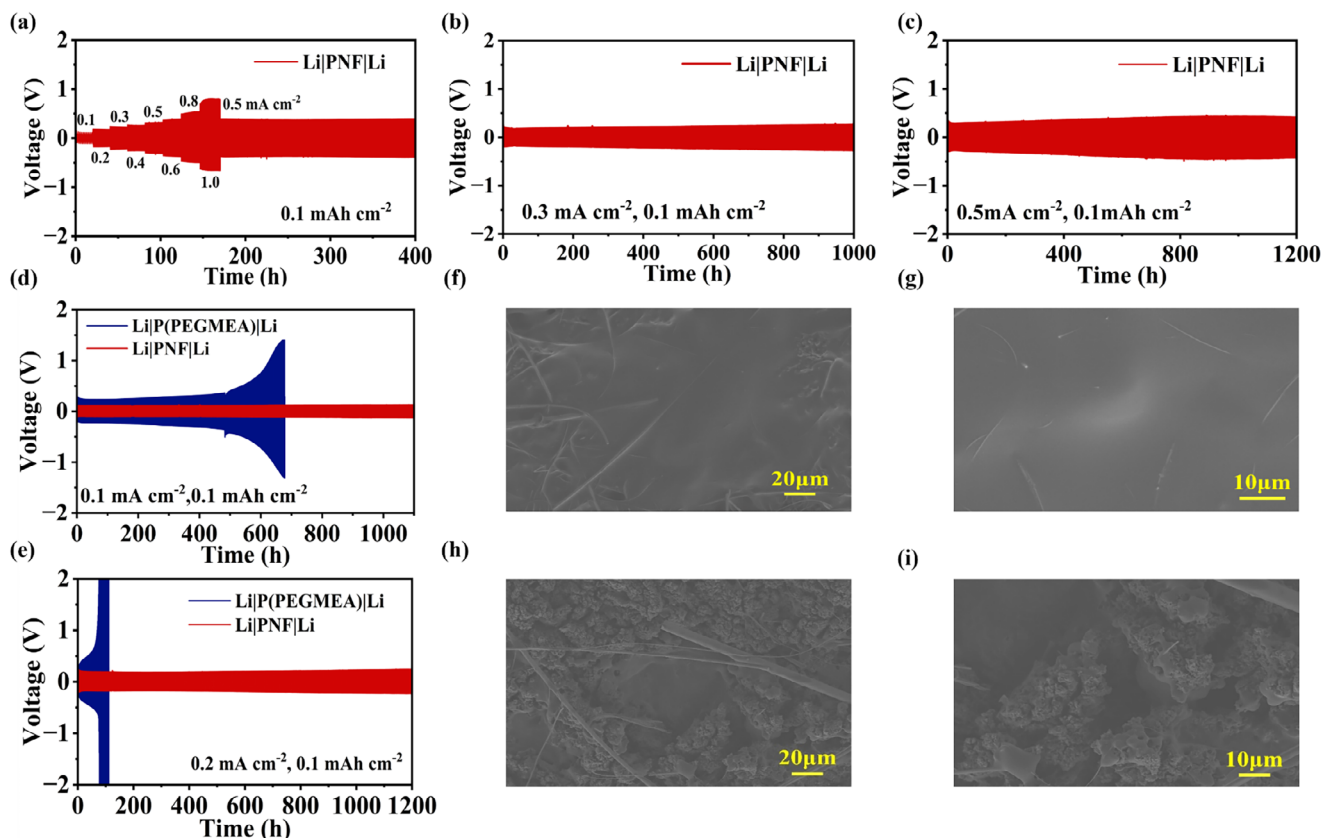 (a)
2
1
0
−1
−2
Voltage (V)
Li|PNF|Li
0.1
0.2
0.3
0.4
0.5
0.6
0.8
1.0
0.5 mA cm⁻²
0.1 mAh cm⁻²
0 100 200 300 400
Time (h)
(b)
2
1
0
−1
−2
Voltage (V)
Li|PNF|Li
0.3 mA cm⁻², 0.1 mAh cm⁻²
0 200 400 600 800 1000
Time (h)
(c)
2
1
0
−1
−2
Voltage (V)
Li|PNF|Li
0.5mA cm⁻², 0.1mAh cm⁻²
0 400 800 1200
Time (h)
(d)
2
1
0
−1
−2
Voltage (V)
Li|P(PEGMEA)|Li
Li|PNF|Li
0.1 mA cm⁻²,0.1 mAh cm⁻²
0 200 400 600 800 1000
Time (h)
(f)
20μm
(g)
10μm
(e)
2
1
0
−1
−2
Voltage (V)
Li|P(PEGMEA)|Li
Li|PNF|Li
0.2 mA cm⁻², 0.1 mAh cm⁻²
0 200 400 600 800 1000 1200
Time (h)
(h)
20μm
(i)
10μm